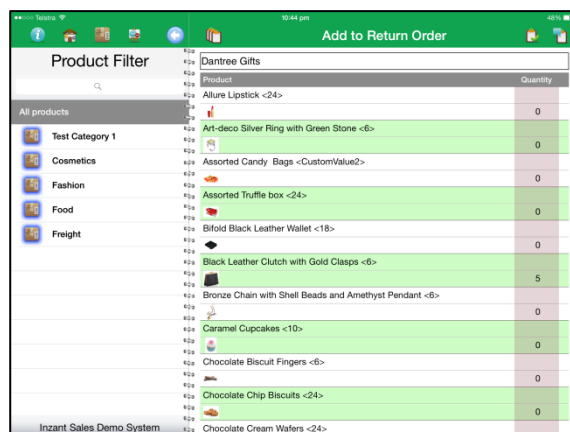 Telstra
10:44 pm
48%
Add to Return Order
Product Filter
All products
Test Category 1
Cosmetics
Fashion
Food
Freight
Inzant Sales Demo System
Dantree Gifts
Product Quantity
Allure Lipstick <24>
0
Art-deco Silver Ring with Green Stone <6>
0
Assorted Candy Bags <CustomValue2>
0
Assorted Truffle box <24>
0
Bifold Black Leather Wallet <18>
0
Black Leather Clutch with Gold Clasps <6>
5
Bronze Chain with Shell Beads and Amethyst Pendant <6>
0
Caramel Cupcakes <10>
0
Chocolate Biscuit Fingers <6>
0
Chocolate Chip Biscuits <24>
0
Chocolate Cream Wafers <24>